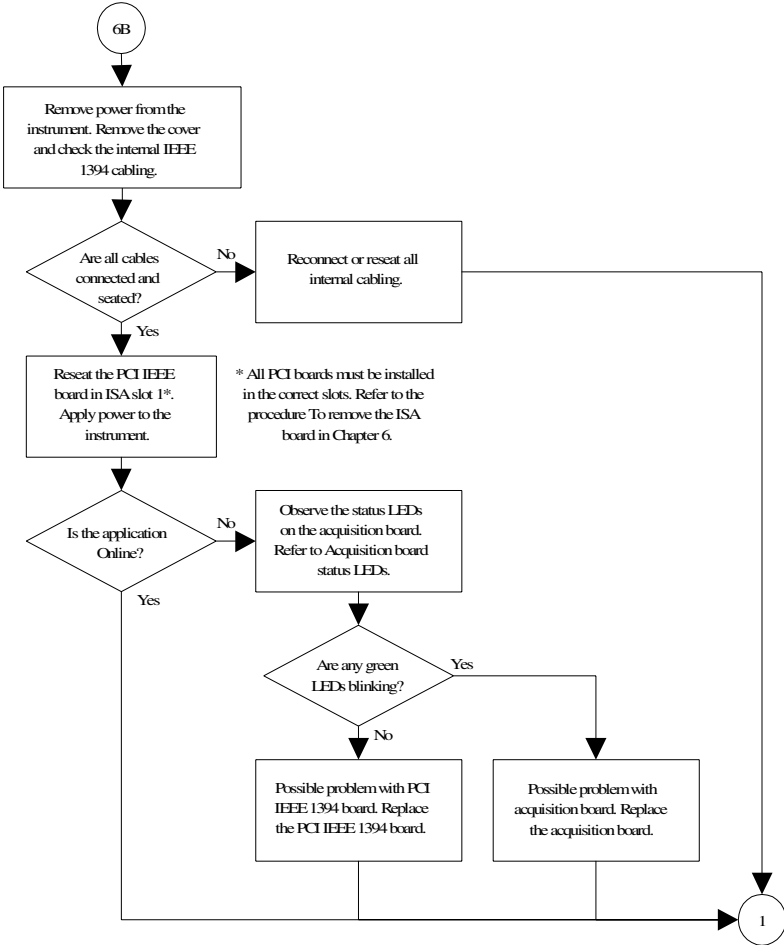 6B
Remove power from the
instrument. Remove the cover
and check the internal IEEE
1394 cabling.
Are all cables
connected and
seated?
No
Reconnect or reseat all
internal cabling.
Yes
Reseat the PCI IEEE
board in ISA slot 1*.
Apply power to the
instrument.
* All PCI boards must be installed
in the correct slots. Refer to the
procedure To remove the ISA
board in Chapter 6.
Is the application
Online?
No
Observe the status LEDs
on the acquisition board.
Refer to Acquisition board
status LEDs.
Yes
Are any green
LEDs blinking?
Yes
No
Possible problem with PCI
IEEE 1394 board. Replace
the PCI IEEE 1394 board.
Possible problem with
acquisition board. Replace
the acquisition board.
1